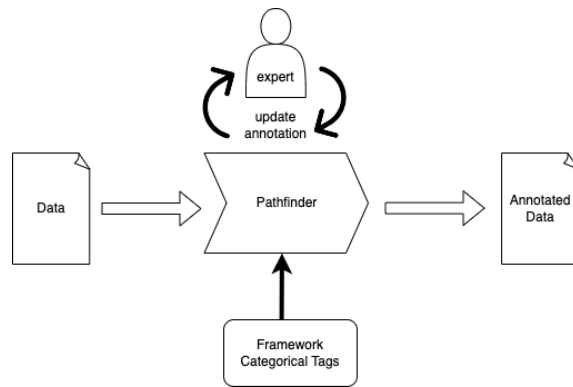 expert
update
annotation
Data
Pathfinder
Annotated
Data
Framework
Categorical Tags